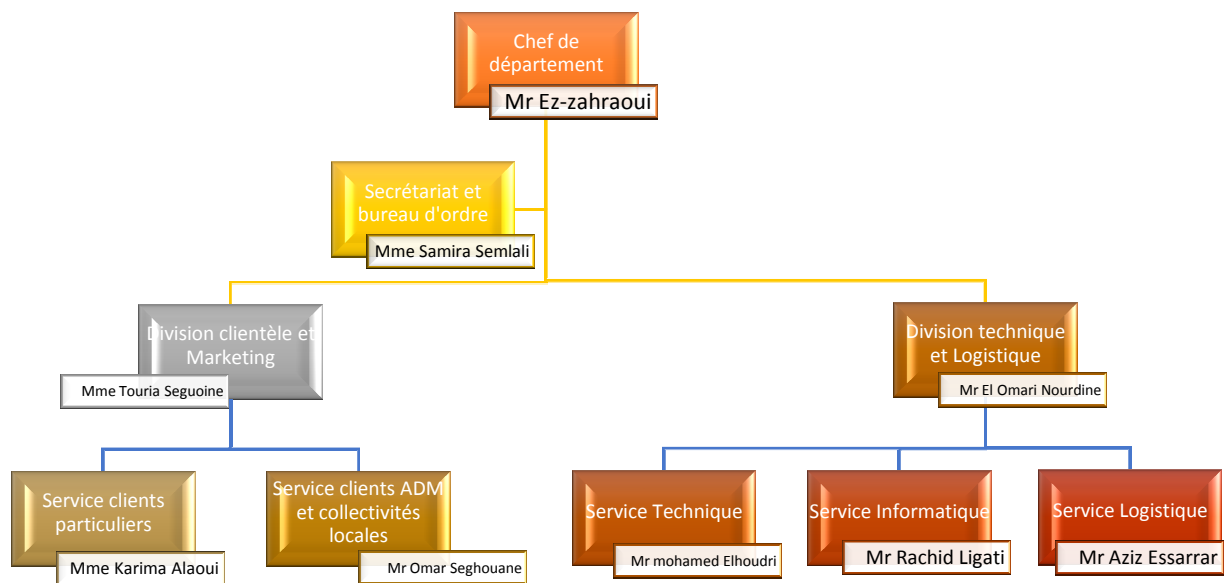 Chef de
département
Mr Ez-zahraoui
Secrétariat et
bureau d'ordre
Mme Samira Semlali
Division clientèle et
Marketing
Mme Touria Seguoine
Division technique
et Logistique
Mr El Omari Nourdine
Service clients
particuliers
Mme Karima Alaoui
Service clients ADM
et collectivités
locales
Mr Omar Seghouane
Service Technique
Mr mohamed Elhoudri
Service Informatique
Mr Rachid Ligati
Service Logistique
Mr Aziz Essarrar